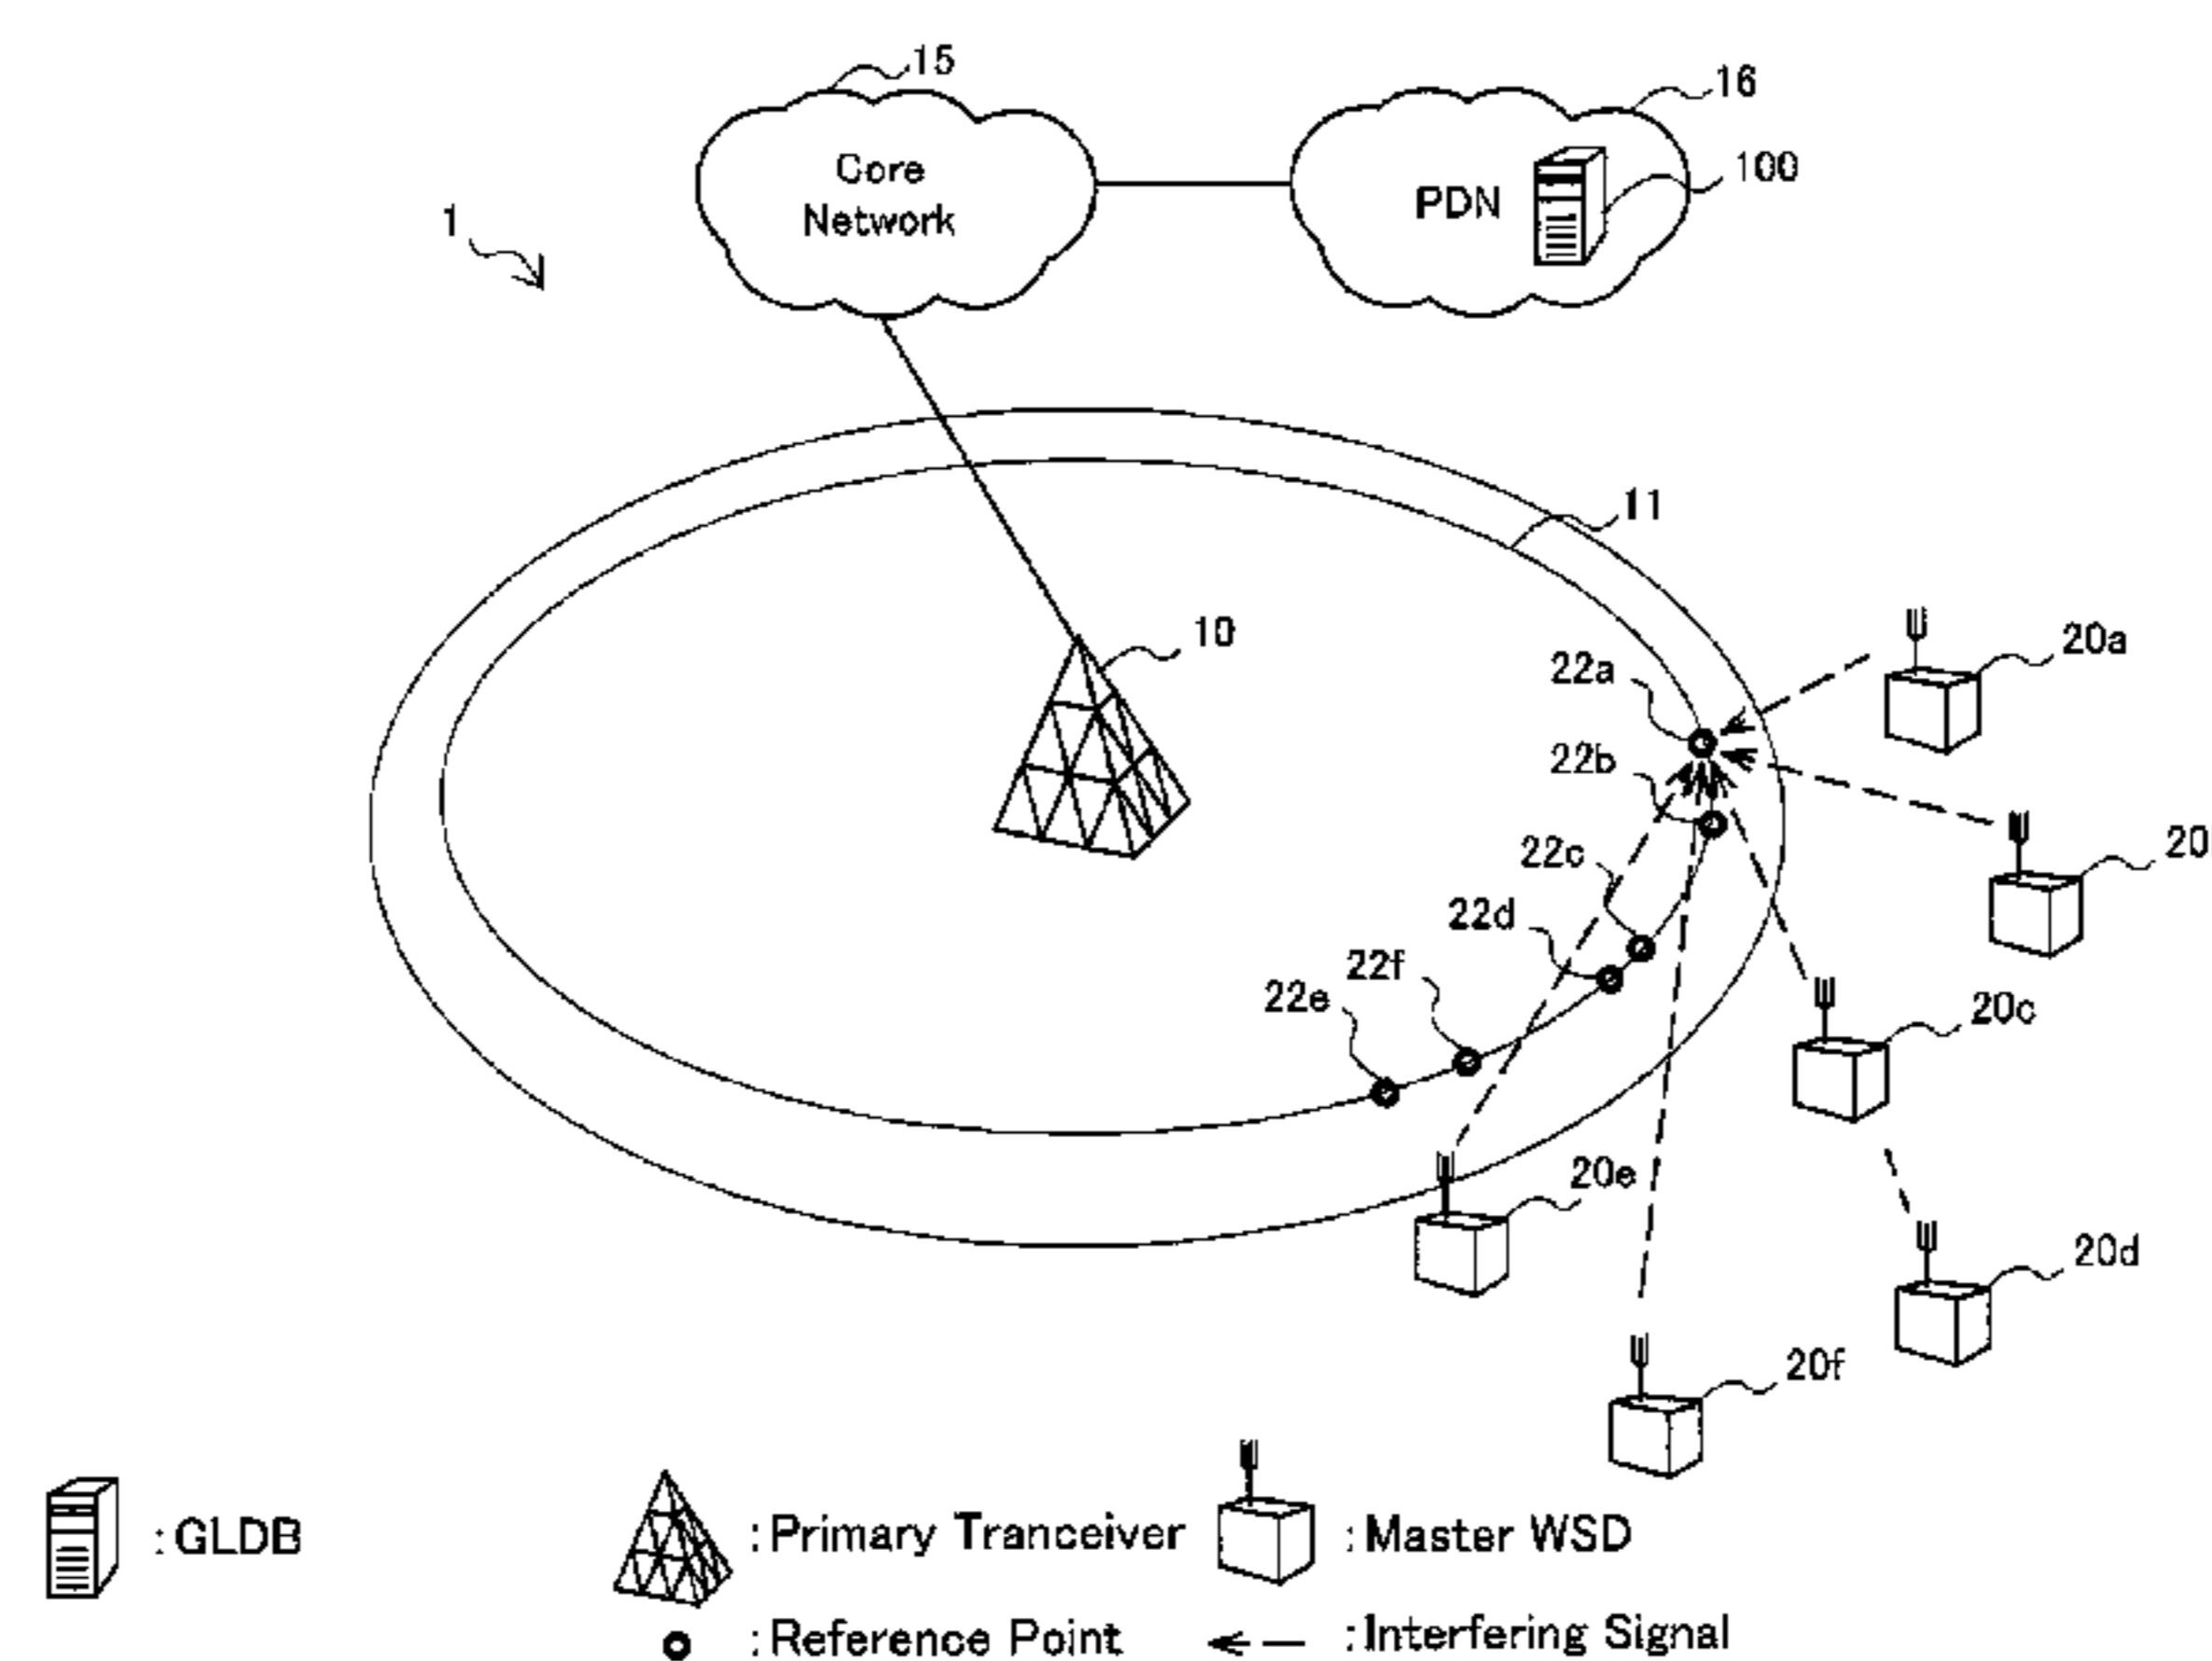 15
16
Core
Network
PDN
100
1
11
10
22a
20a
22b
20
22c
22d
22f
22e
20c
20e
20d
20f
:GLDB
:Primary Tranceiver
:Master WSD
:Reference Point
:Interfering Signal